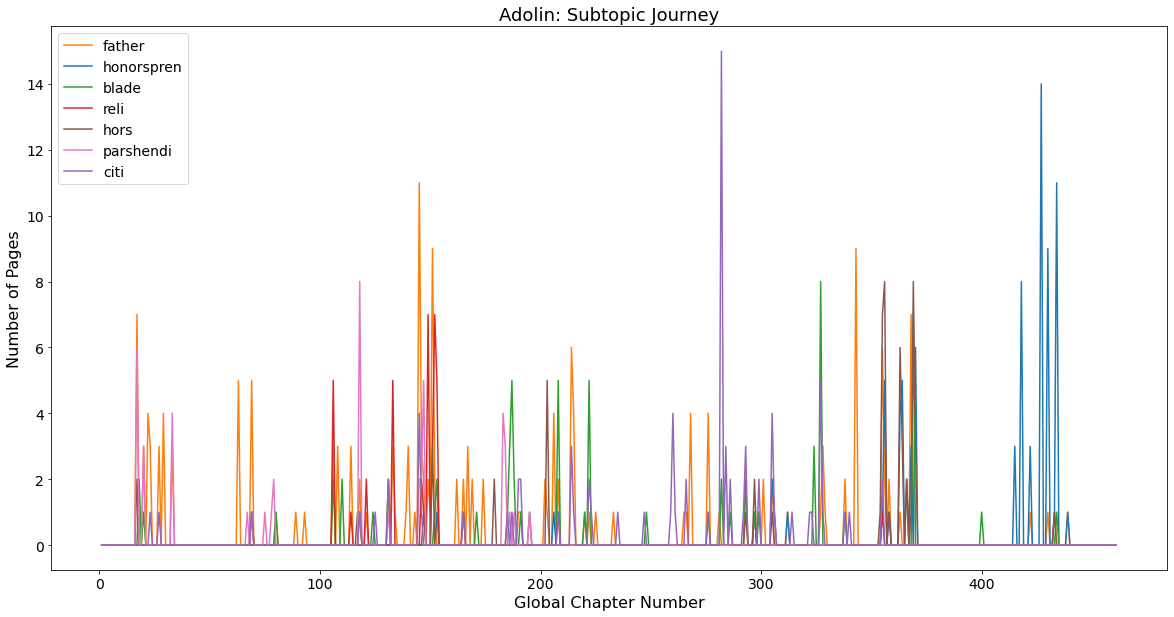 Adolin: Subtopic Journey
father
honorspren
blade
reli
hors
parshendi
citi
Number of Pages
14
12
10
8
6
4
2
0
0
100
200
300
400
Global Chapter Number